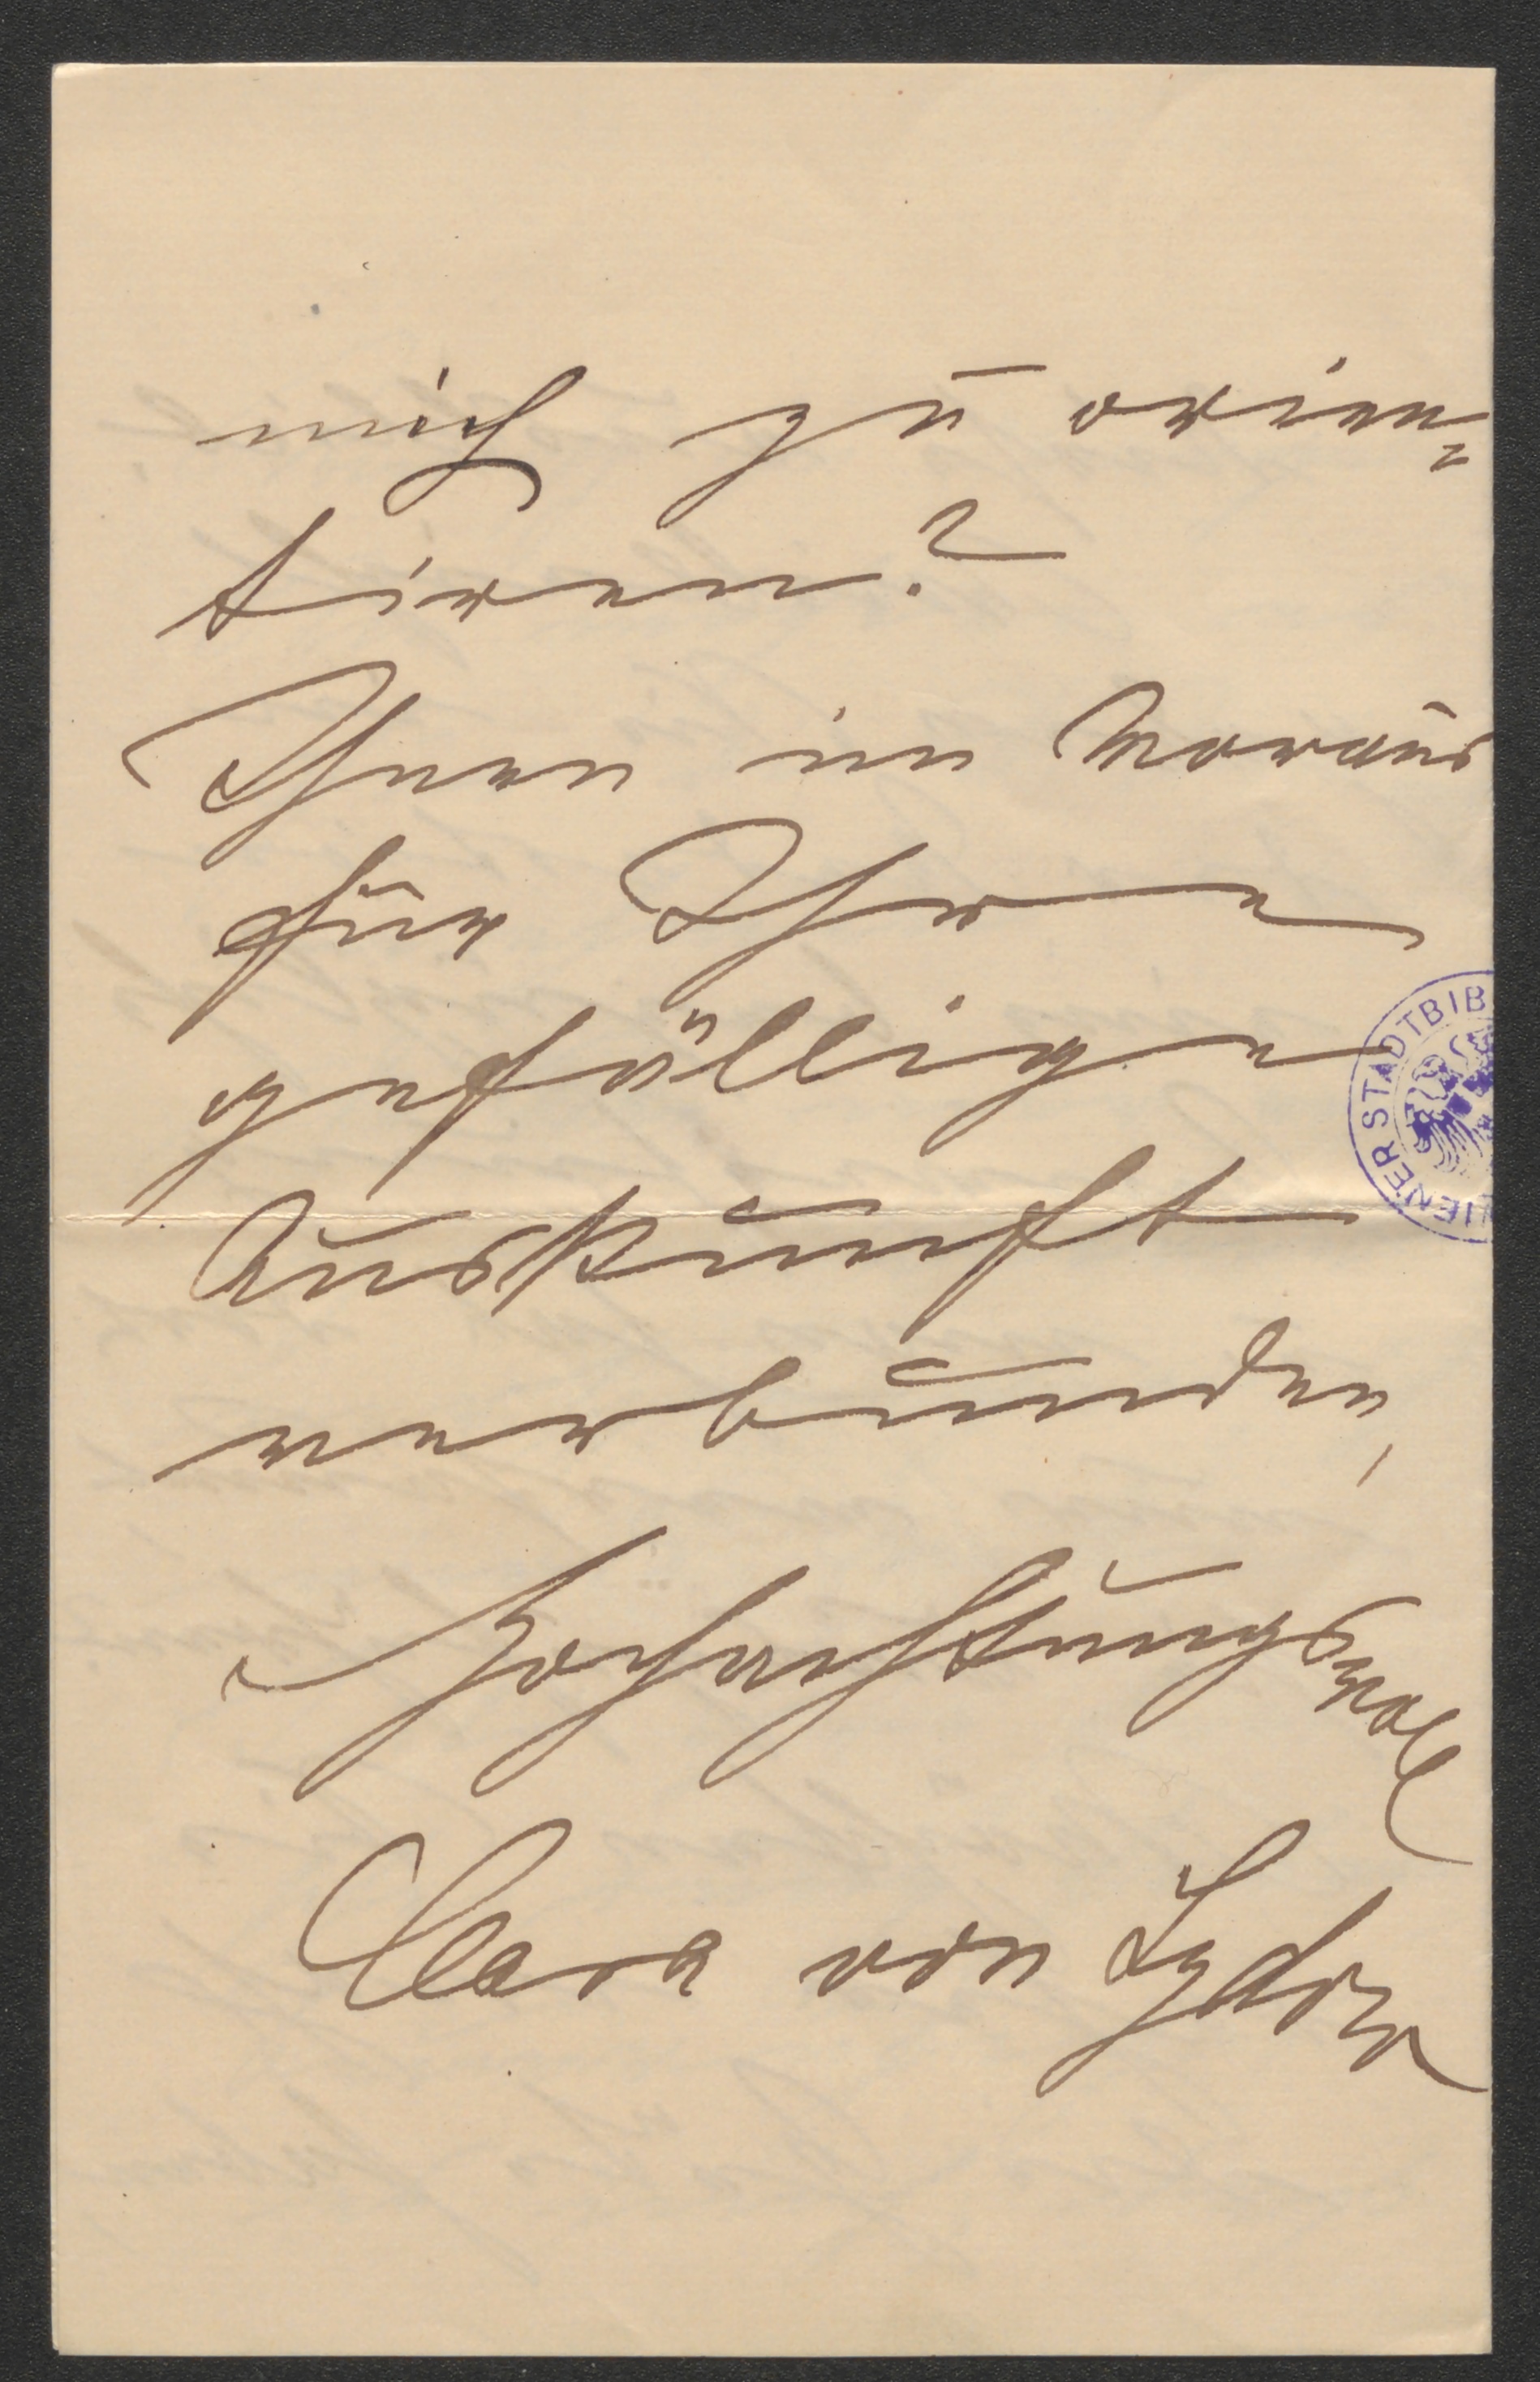 mich zu orien-
tiren?
Ihnen im Voraus
für Ihre
gefällige
Auskunft
verbunden,
Hochachtungsvoll
Clara von
WIENER STADTBIB